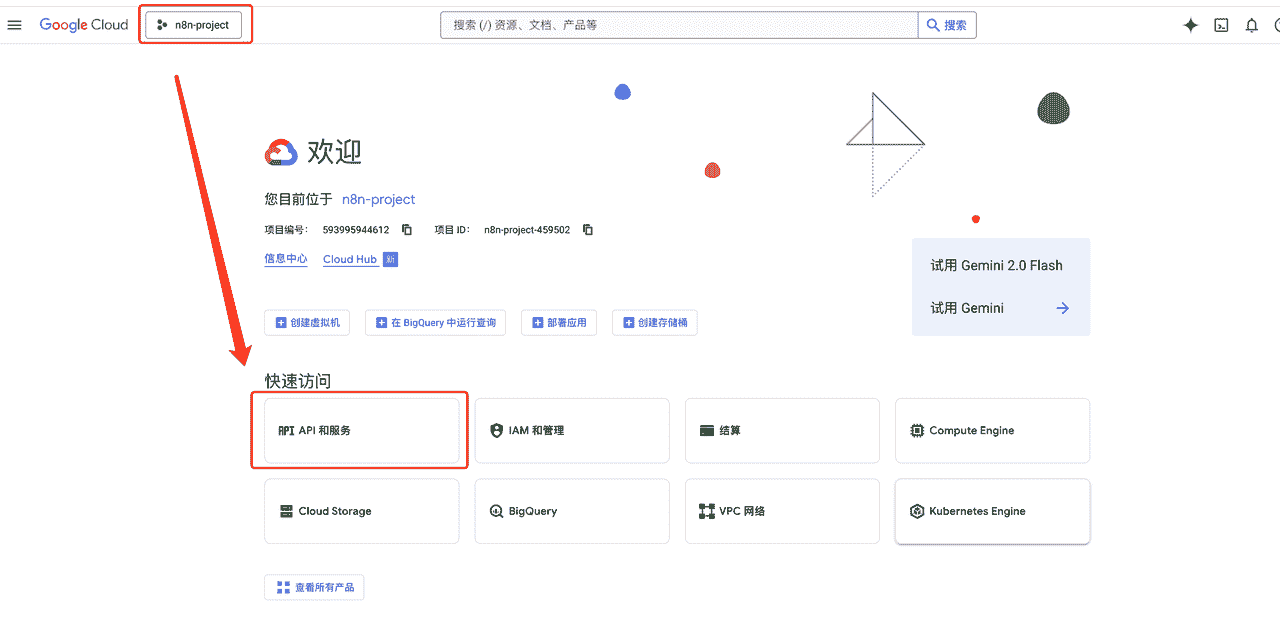 Google Cloud n8n-project 搜索 (/) 资源、文档、产品等 搜索
欢迎
您目前位于 n8n-project
项目编号： 593995944612 项目 ID： n8n-project-459502
信息中心 Cloud Hub 新
试用 Gemini 2.0 Flash
试用 Gemini
创建虚拟机 在 BigQuery 中运行查询 部署应用 创建存储桶
快速访问
API API 和服务 IAM 和管理 结算 Compute Engine
Cloud Storage BigQuery VPC 网络 Kubernetes Engine
查看所有产品